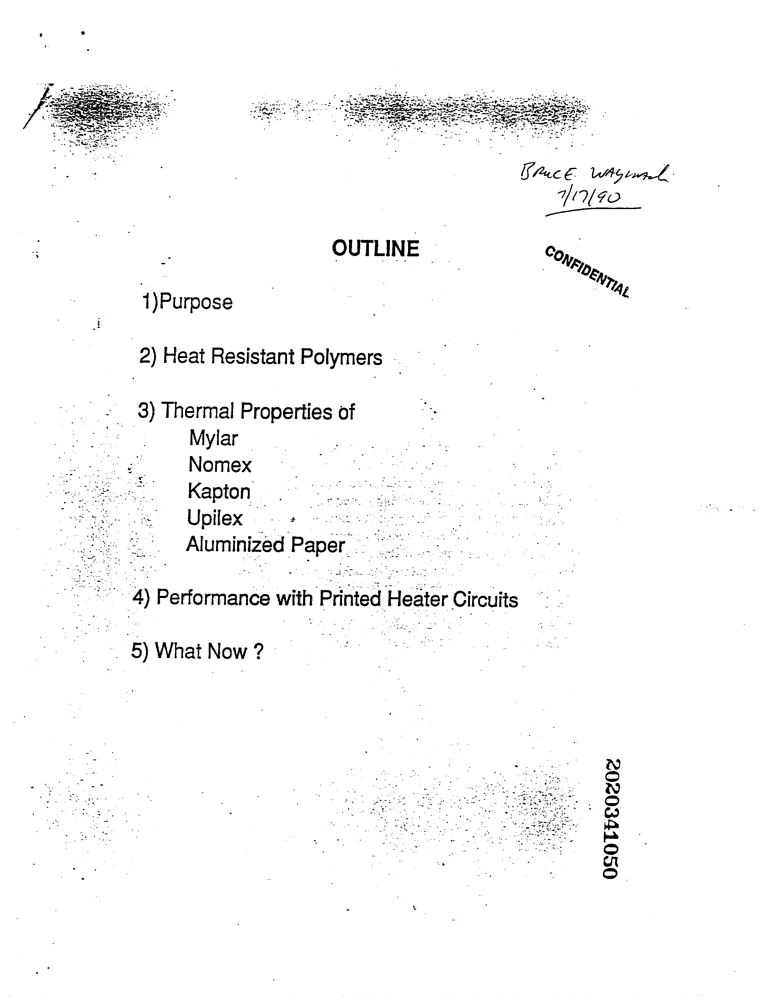 BRUCE
7/17/90
OUTLINE
CONFIDENTIAL
1)Purpose
2) Heat Resistant Polymers
3) Thermal Properties of
Mylar
Nomex
Kapton
Upilex
Aluminized Paper
4) Performance with Printed Heater Circuits
5) What Now ?
2020341050